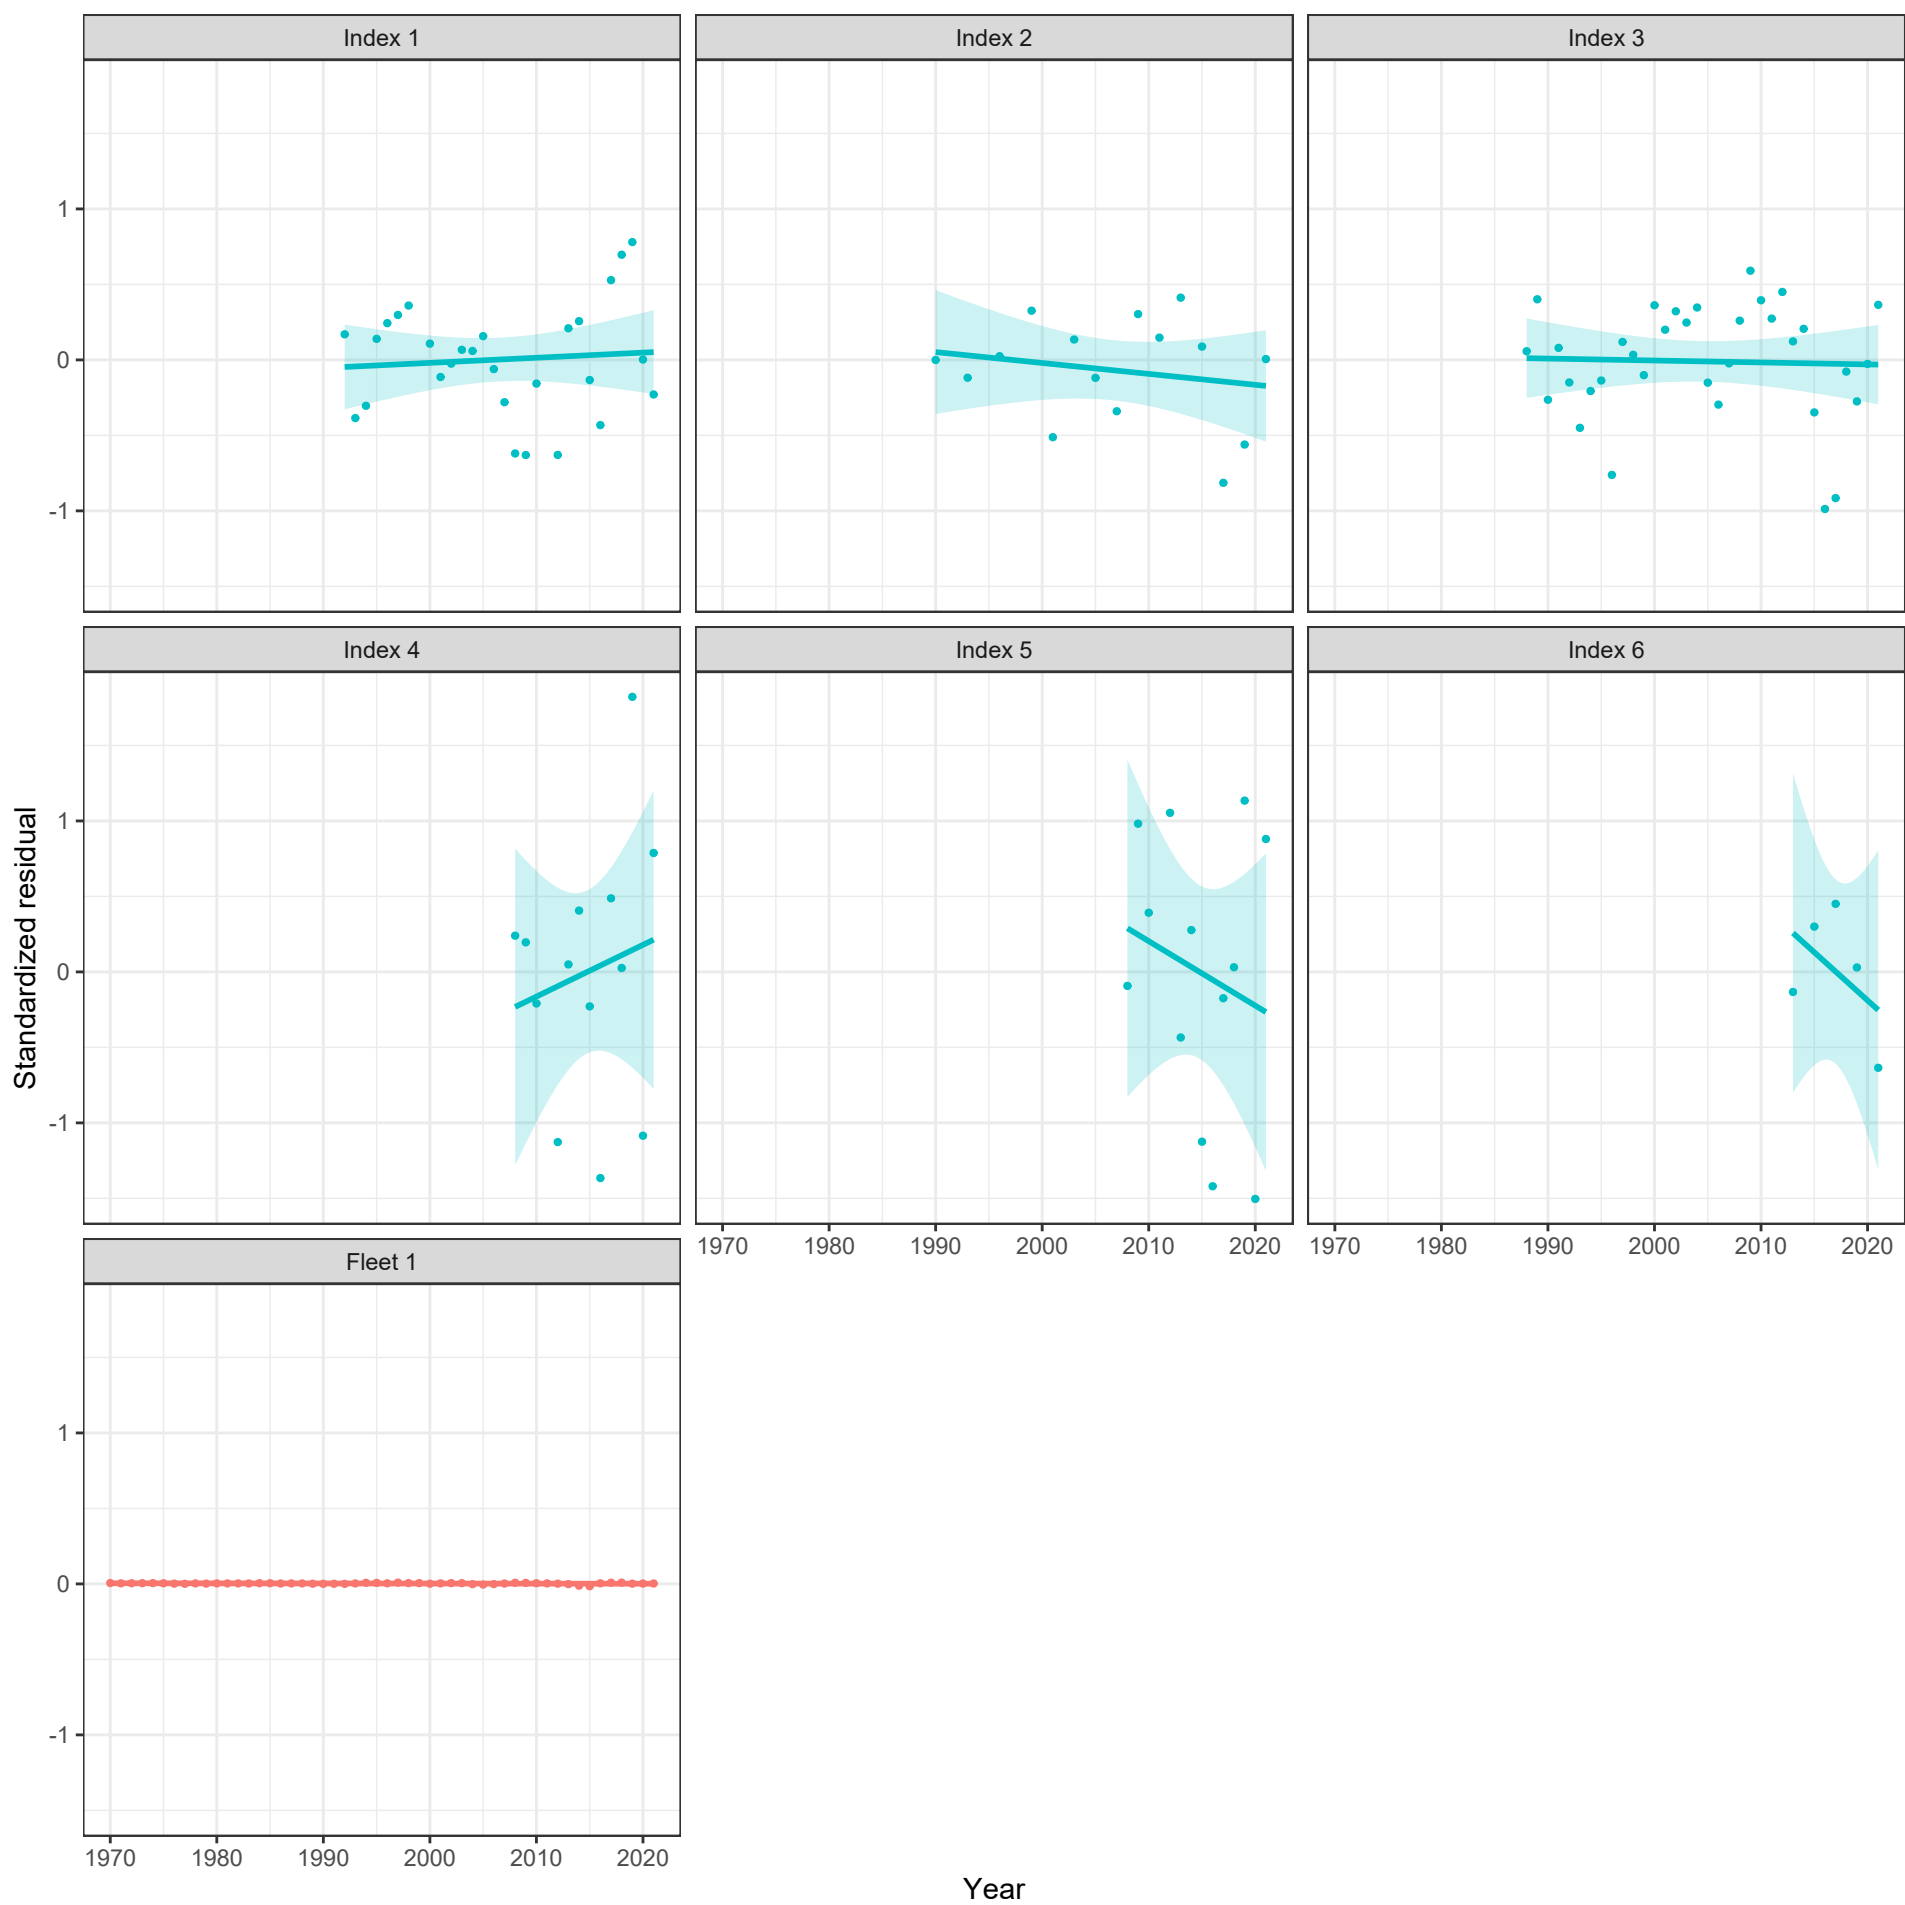 Index 1
Index 2
Index 3
1
0
-1
Index 4
Index 5
Index 6
1
0
-1
Standardized residual
1970 1980 1990 2000 2010 2020
1970 1980 1990 2000 2010 2020
Fleet 1
1
0
-1
1970 1980 1990 2000 2010 2020
Year